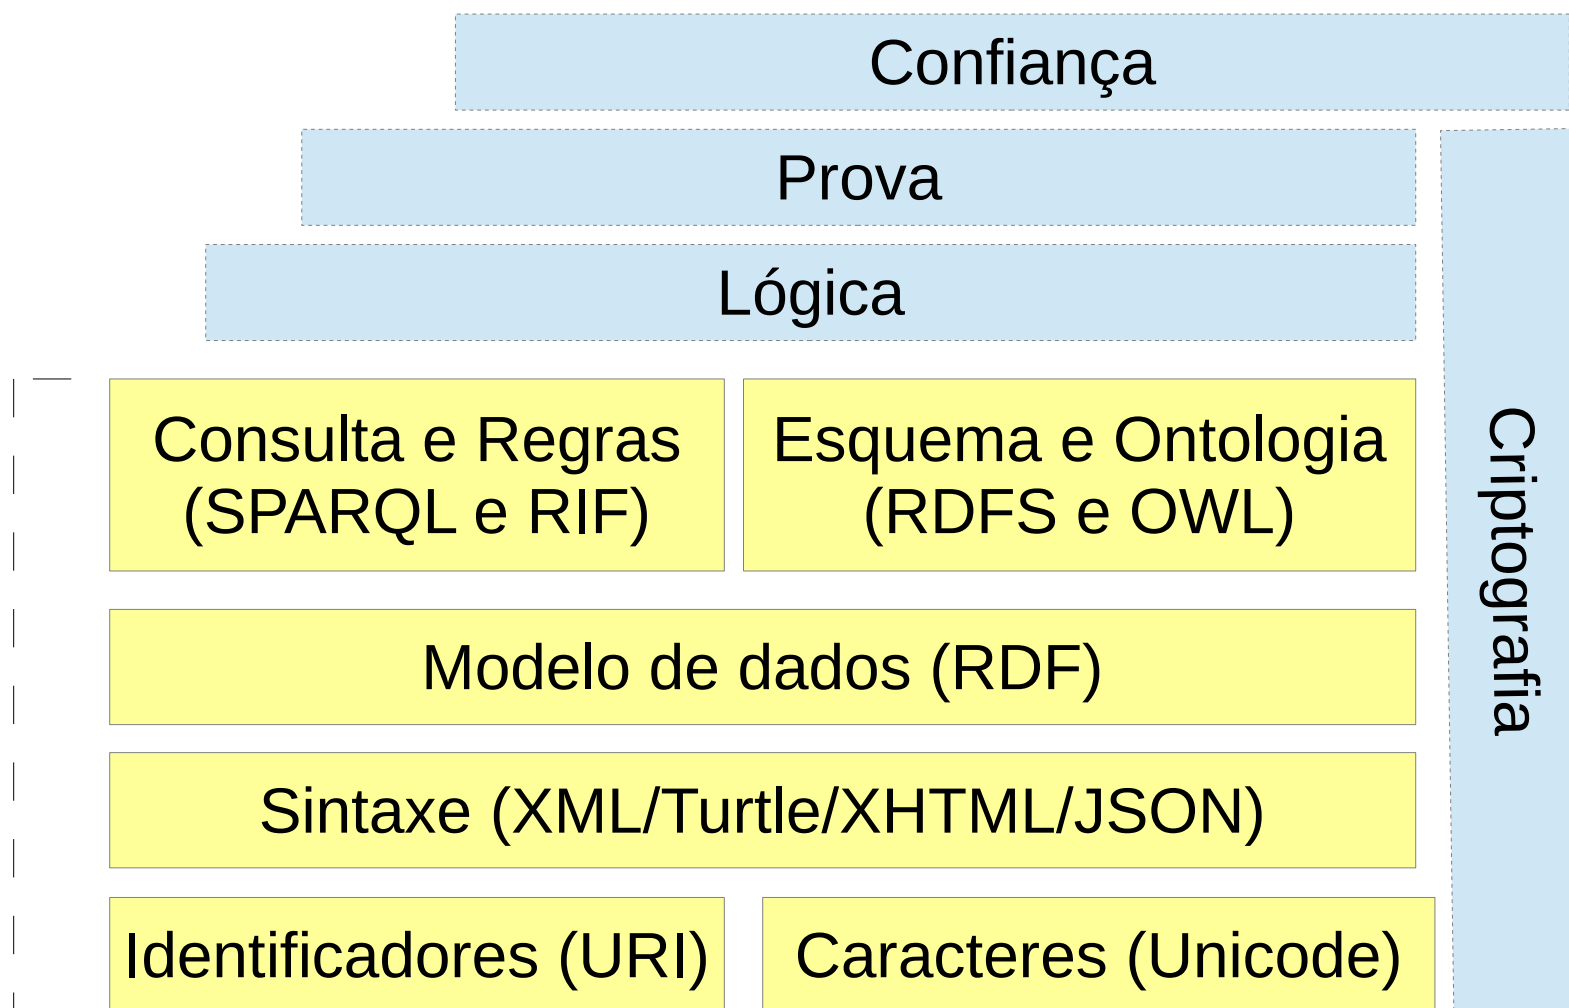 Confiança
Prova
Lógica
Consulta e Regras
(SPARQL e RIF)
Esquema e Ontologia
(RDFS e OWL)
Criptografia
Modelo de dados (RDF)
Sintaxe (XML/Turtle/XHTML/JSON)
Identificadores (URI)
Caracteres (Unicode)